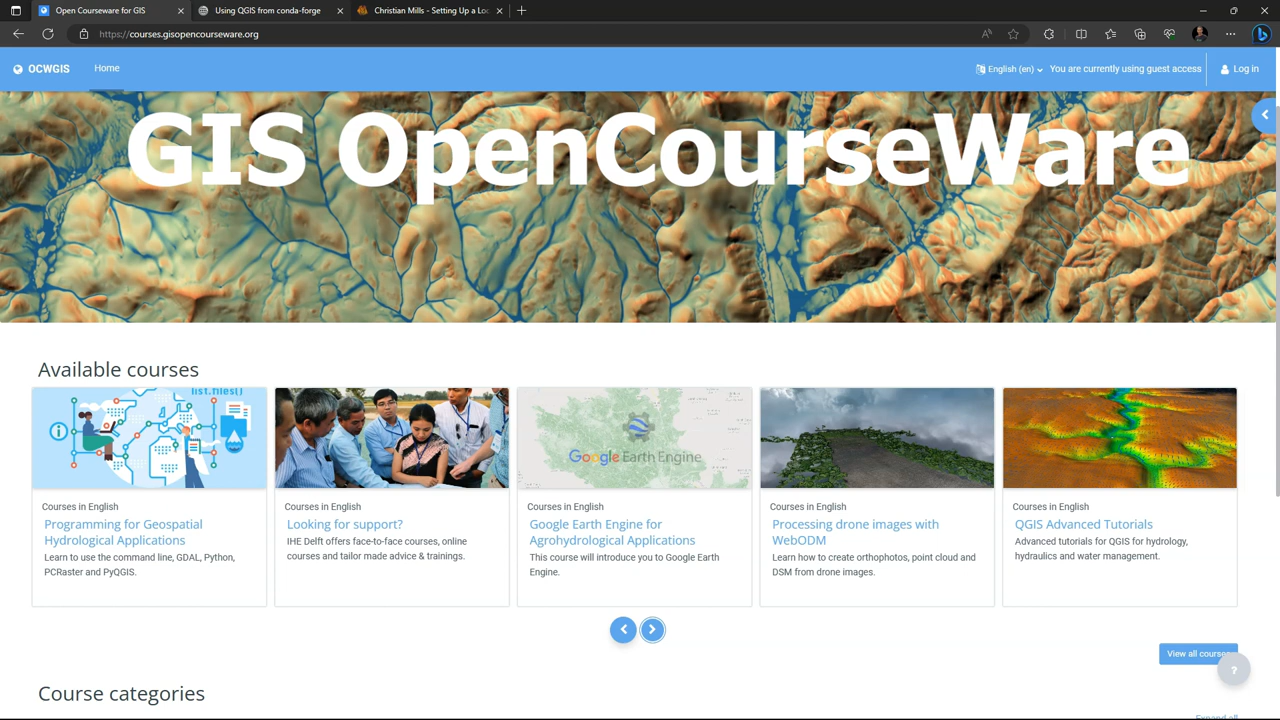 Open Courseware for GIS
Using QGIS from conda-forge
Christian Mills - Setting Up a Loc
https://courses.gisopencourseware.org
OCWGIS
Home
English (en)
You are currently using guest access
Log in
GIS OpenCourseWare
Available courses
list.files()
Google Earth Engine
Courses in English
Programming for Geospatial
Hydrological Applications
Learn to use the command line, GDAL, Python,
PCRaster and PyQGIS.
Courses in English
Looking for support?
IHE Delft offers face-to-face courses, online
courses and tailor made advice & trainings.
Courses in English
Google Earth Engine for
Agrohydrological Applications
This course will introduce you to Google Earth
Engine.
Courses in English
Processing drone images with
WebODM
Learn how to create orthophotos, point cloud and
DSM from drone images.
Courses in English
QGIS Advanced Tutorials
Advanced tutorials for QGIS for hydrology,
hydraulics and water management.
View all courses
?
Course categories
Expand all